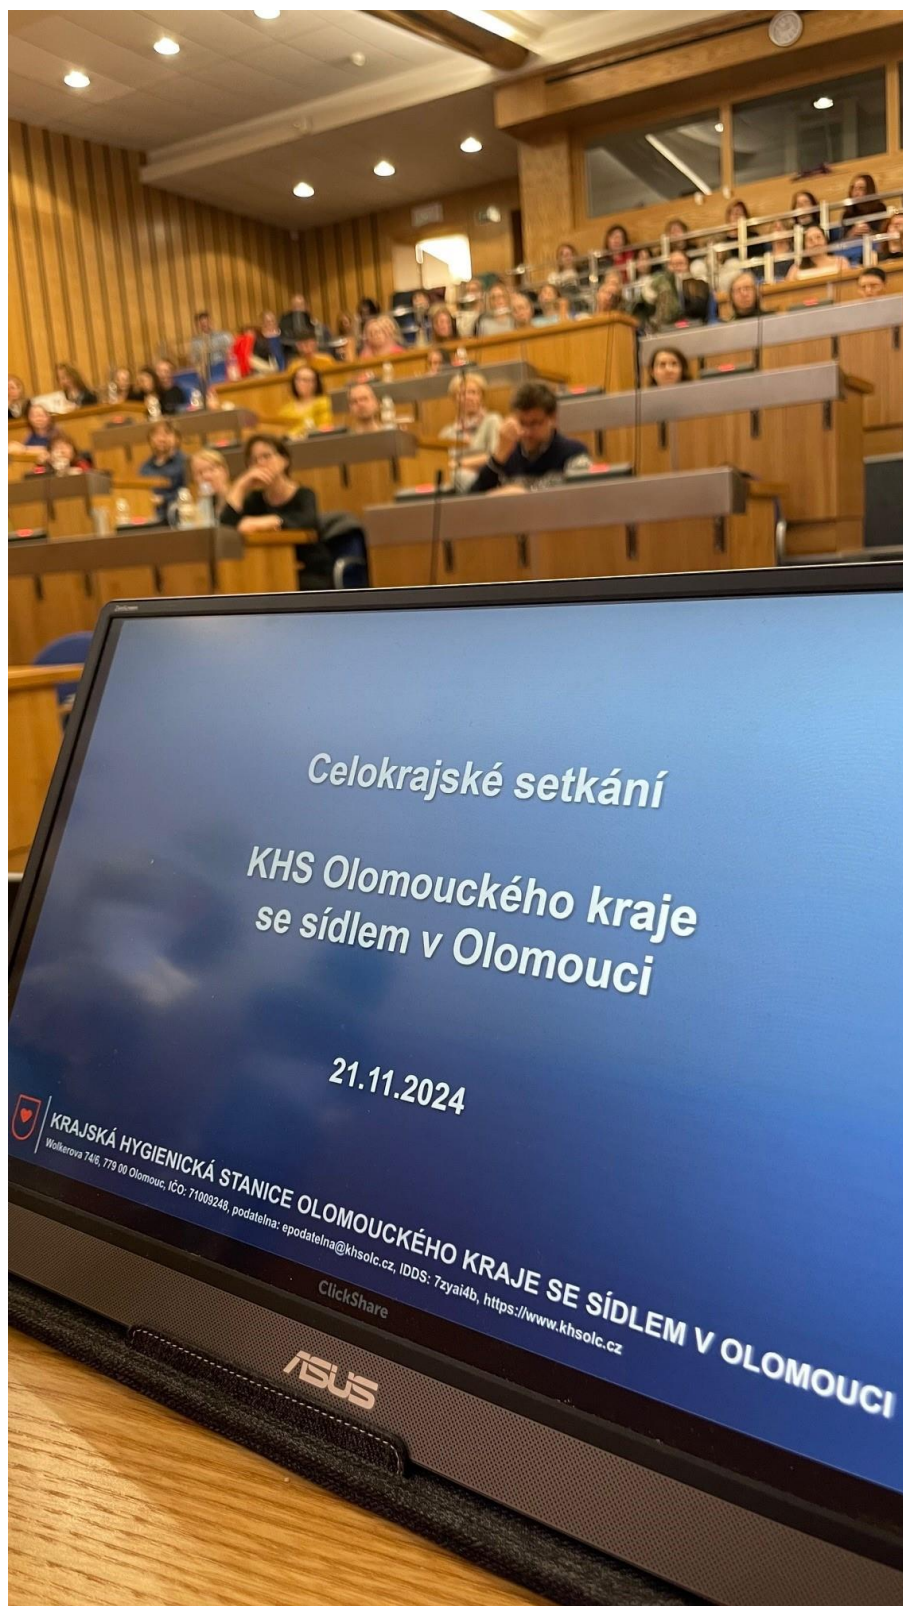 ZenScreen
Celokrajské setkání
KHS Olomouckého kraje
se sídlem v Olomouci
21.11.2024
KRAJSKÁ HYGIENICKÁ STANICE OLOMOUCKÉHO KRAJE SE SÍDLEM V OLOMOUCI
Wolkerova 74/6, 779 00 Olomouc, IČO: 71009248, podatelna: epodatelna@khsolc.cz, IDDS: 7zyai4b, https://www.khsolc.cz
ClickShare
ASUS